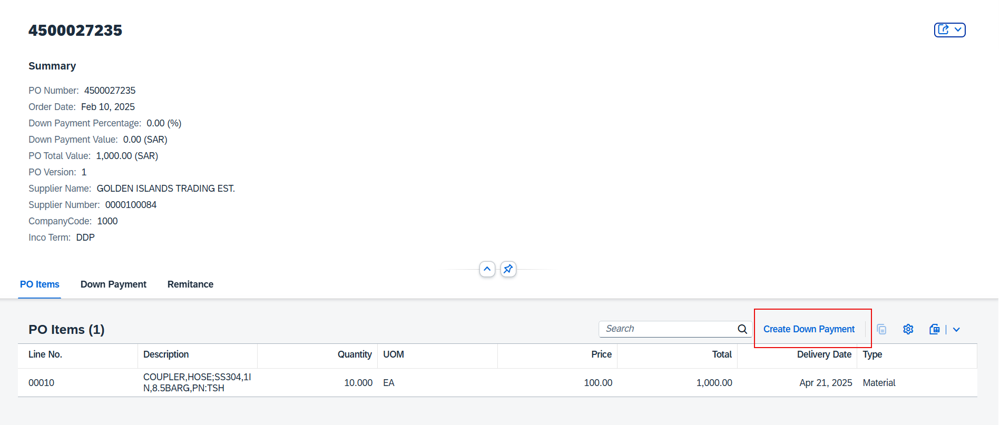 4500027235
Summary
PO Number: 4500027235
Order Date: Feb 10, 2025
Down Payment Percentage: 0.00 (%)
Down Payment Value: 0.00 (SAR)
PO Total Value: 1,000.00 (SAR)
PO Version: 1
Supplier Name: GOLDEN ISLANDS TRADING EST.
Supplier Number: 0000100084
CompanyCode: 1000
Inco Term: DDP
PO Items Down Payment Remitance
PO Items (1) Search Create Down Payment
Line No. Description Quantity UOM Price Total Delivery Date Type
00010 COUPLER,HOSE;SS304,1I 10.000 EA 100.00 1,000.00 Apr 21, 2025 Material
N,8.5BARG,PN:TSH